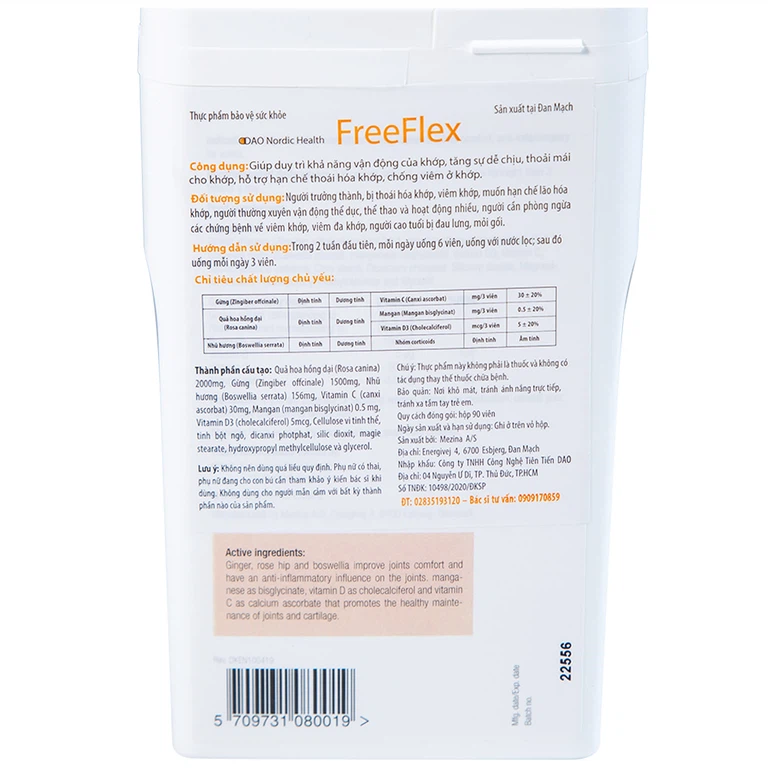 Thực phẩm bảo vệ sức khỏe
Sản xuất tại Đan Mạch
DAO Nordic Health FreeFlex
Công dụng: Giúp duy trì khả năng vận động của khớp, tăng sự dễ chịu, thoải mái
cho khớp, hỗ trợ hạn chế thoái hóa khớp, chống viêm ở khớp.
Đối tượng sử dụng: Người trưởng thành, bị thoái hóa khớp, viêm khớp, muốn hạn chế lão hóa
khớp, người thường xuyên vận động thể dục, thể thao và hoạt động nhiều, người cần phòng ngừa
các chứng bệnh về viêm khớp, viêm đa khớp, người cao tuổi bị đau lưng, mỏi gối.
Hướng dẫn sử dụng: Trong 2 tuần đầu tiên, mỗi ngày uống 6 viên, uống với nước lọc; sau đó
uống mỗi ngày 3 viên.
Chỉ tiêu chất lượng chủ yếu:
Gừng (Zingiber offcinale) Định tính Dương tính Vitamin C (Canxi ascorbat) mg/3 viên 30 ± 20%
Quả hoa hồng dại (Rosa canina) Định tính Dương tính Mangan (Mangan bisglycinat) mg/3 viên 0.5 ± 20%
Vitamin D3 (Cholecalciferol) mcg/3 viên 5 ± 20%
Nhũ hương (Boswellia serrata) Định tính Dương tính Nhóm corticoids Định tính Âm tính
Thành phần cấu tạo: Quả hoa hồng dại (Rosa canina)
2000mg, Gừng (Zingiber offcinale) 1500mg, Nhũ
hương (Boswellia serrata) 156mg, Vitamin C (canxi
ascorbat) 30mg, Mangan (mangan bisglycinat) 0.5 mg,
Vitamin D3 (cholecalciferol) 5mcg, Cellulose vi tinh thể,
tinh bột ngô, dicanxi photphat, silic dioxit, magie
stearate, hydroxypropyl methylcellulose và glycerol.
Lưu ý: Không nên dùng quá liều quy định. Phụ nữ có thai,
phụ nữ đang cho con bú cần tham khảo ý kiến bác sĩ khi
dùng. Không dùng cho người mẫn cảm với bất kỳ thành
phần nào của sản phẩm.
Chú ý: Thực phẩm này không phải là thuốc và không có
tác dụng thay thế thuốc chữa bệnh.
Bảo quản: Nơi khô mát, tránh ánh nắng trực tiếp,
tránh xa tầm tay trẻ em.
Quy cách đóng gói: hộp 90 viên
Ngày sản xuất và hạn sử dụng: Ghi ở trên vỏ hộp.
Sản xuất bởi: Mezina A/S
Địa chỉ: Energivej 4, 6700 Esbjerg, Đan Mạch
Nhập khẩu: Công ty TNHH Công Nghệ Tiên Tiến DAO
Địa chỉ: 04 Nguyễn Ư Dĩ, TP. Thủ Đức, TP.HCM
Số TNĐK: 10498/2020/ĐKSP
ĐT: 02835193120 – Bác sĩ tư vấn: 0909170859
Active ingredients:
Ginger, rose hip and boswellia improve joints comfort and
have an anti-inflammatory influence on the joints. manga-
nese as bisglycinate, vitamin D as cholecalciferol and vitamin
C as calcium ascorbate that promotes the healthy mainte-
nance of joints and cartilage.
5 709731 080019 >
Mfg. date/Exp. date
Batch no.
22556